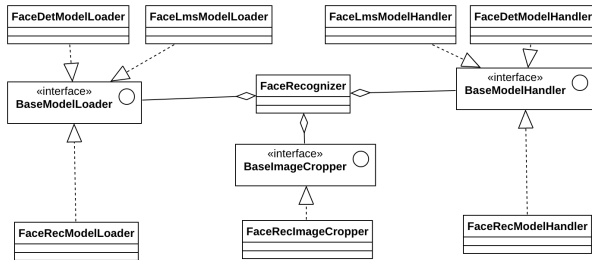 FaceDetModelLoader
FaceLmsModelLoader
FaceLmsModelHandler
FaceDetModelHandler
«interface»
BaseModelLoader
FaceRecognizer
«interface»
BaseModelHandler
«interface»
BaseImageCropper
FaceRecModelLoader
FaceRecImageCropper
FaceRecModelHandler